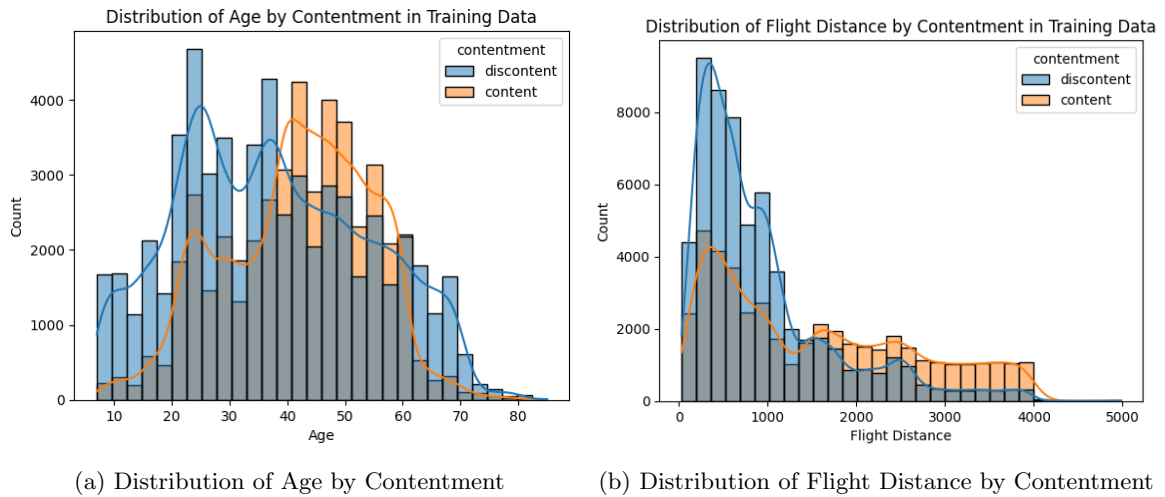 Distribution of Age by Contentment in Training Data
contentment
discontent
content
4000
3000
2000
1000
0
Count
10 20 30 40 50 60 70 80
Age
(a) Distribution of Age by Contentment
Distribution of Flight Distance by Contentment in Training Data
contentment
discontent
content
8000
6000
4000
2000
0
Count
0 1000 2000 3000 4000 5000
Flight Distance
(b) Distribution of Flight Distance by Contentment